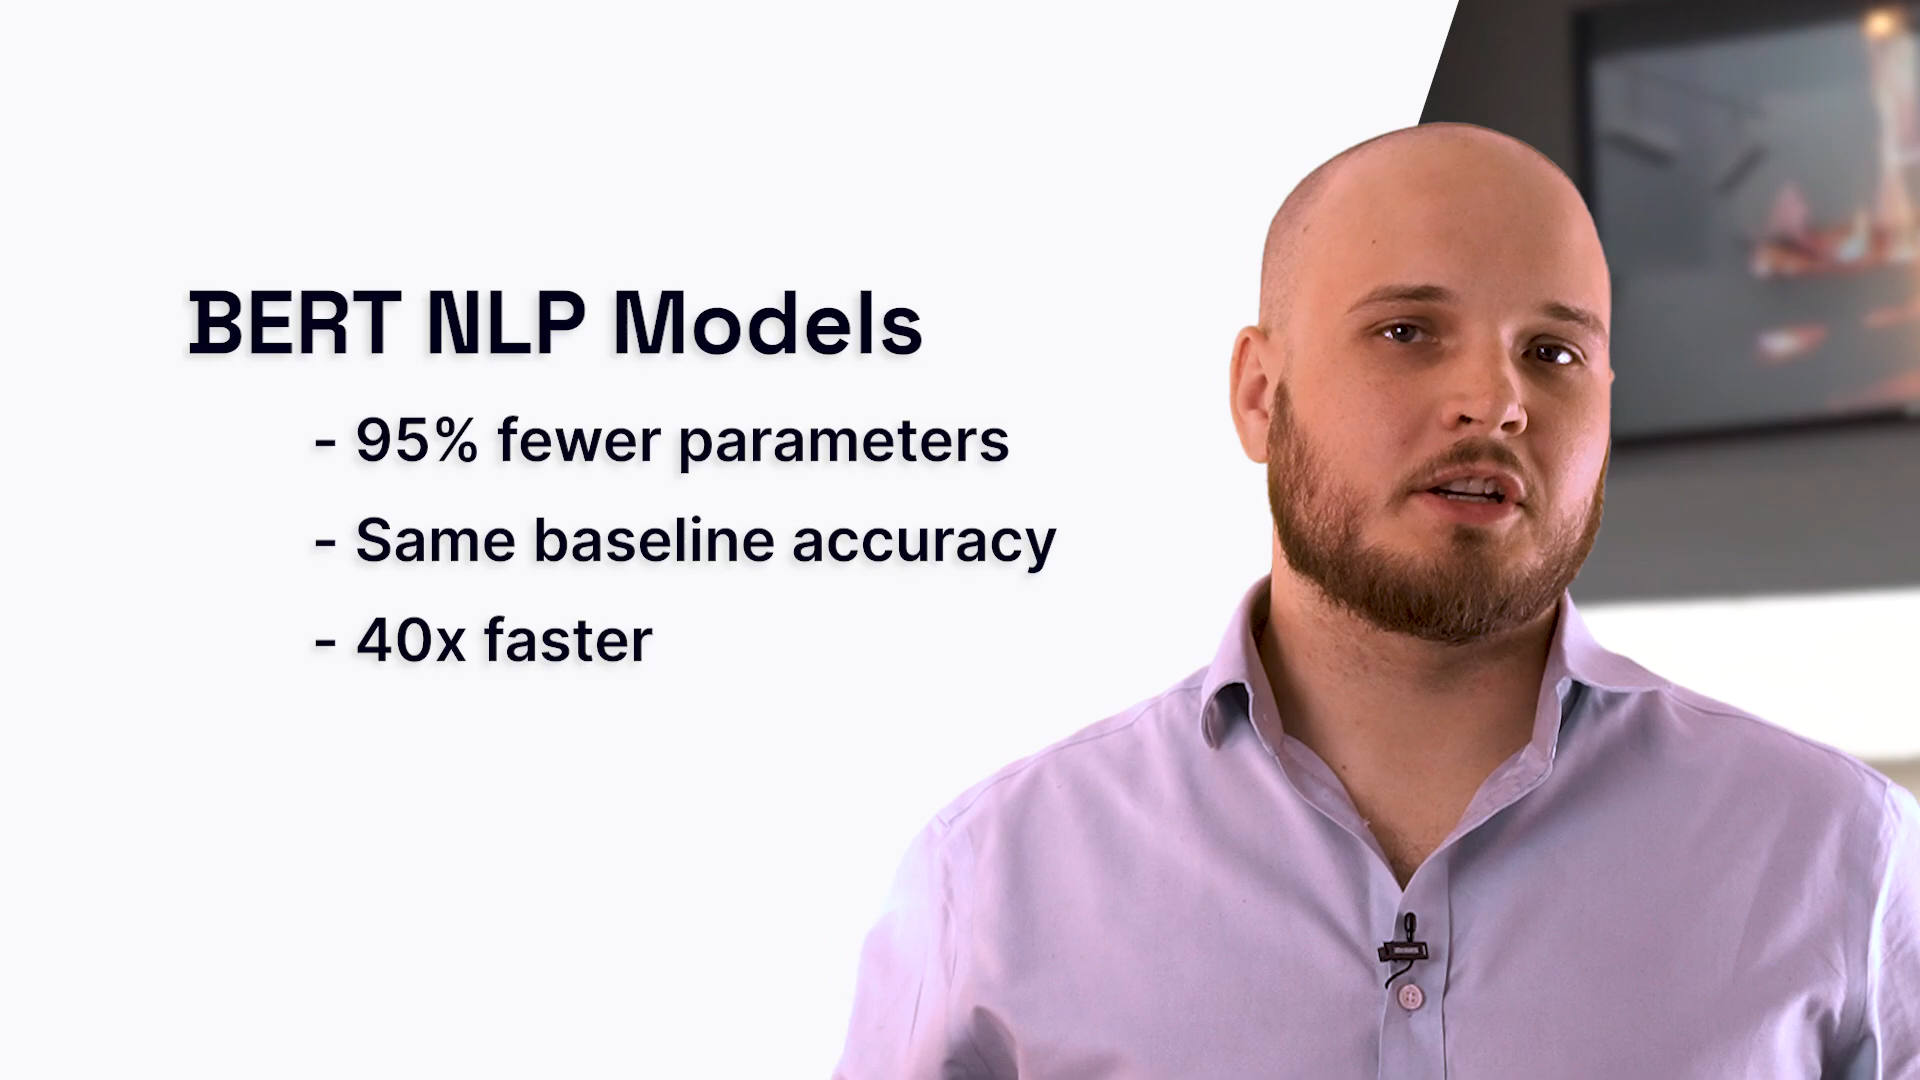 BERT NLP Models
- 95% fewer parameters
- Same baseline accuracy
- 40x faster